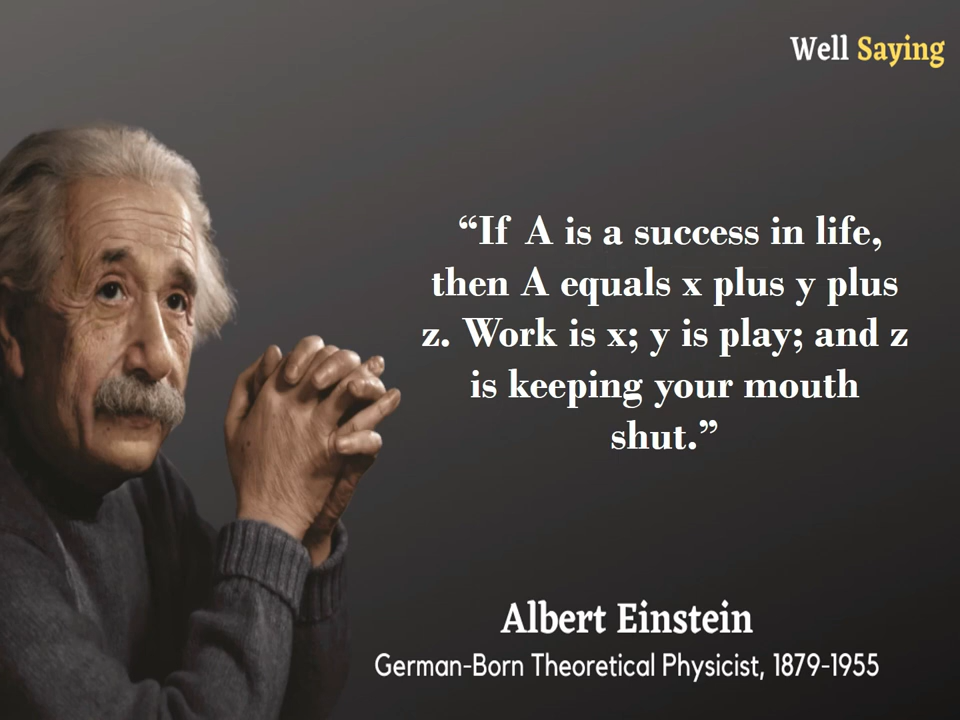 Well Saying
“If A is a success in life,
then A equals x plus y plus
z. Work is x; y is play; and z
is keeping your mouth
shut.”
Albert Einstein
German-Born Theoretical Physicist, 1879-1955